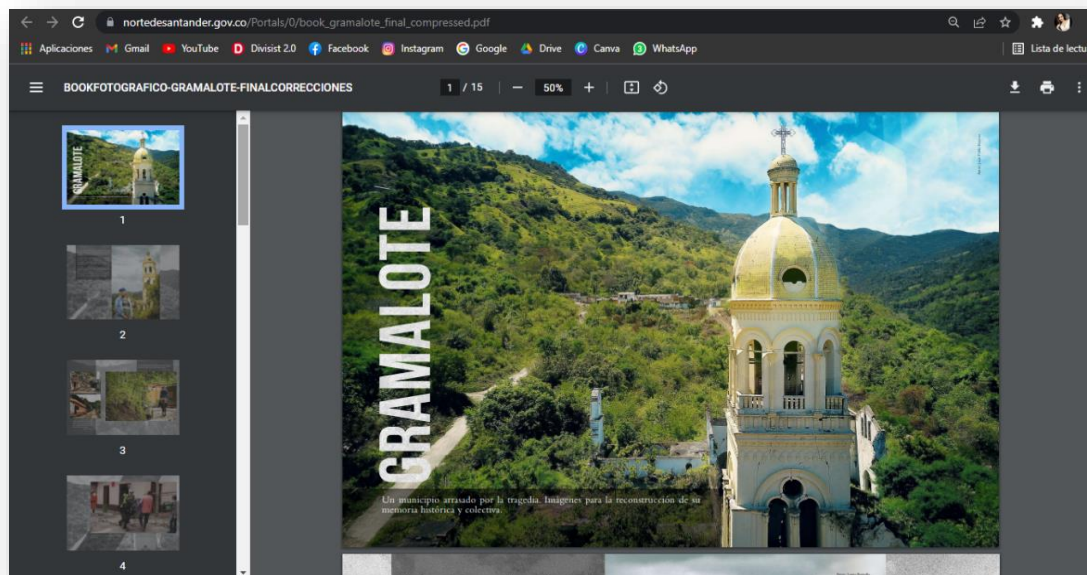 nortedesantander.gov.co/Portals/0/book_gramalote_final_compressed.pdf
Aplicaciones Gmail YouTube Divisist 2.0 Facebook Instagram Google Drive Canva WhatsApp Lista de lectu
BOOKFOTOGRAFICO-GRAMALOTE-FINALCORRECCIONES 1 / 15 50%
GRAMALOTE
1
2
3
4
GRAMALOTE
Un municipio arrasado por la tragedia. Imágenes para la reconstrucción de su
memoria histórica y colectiva.